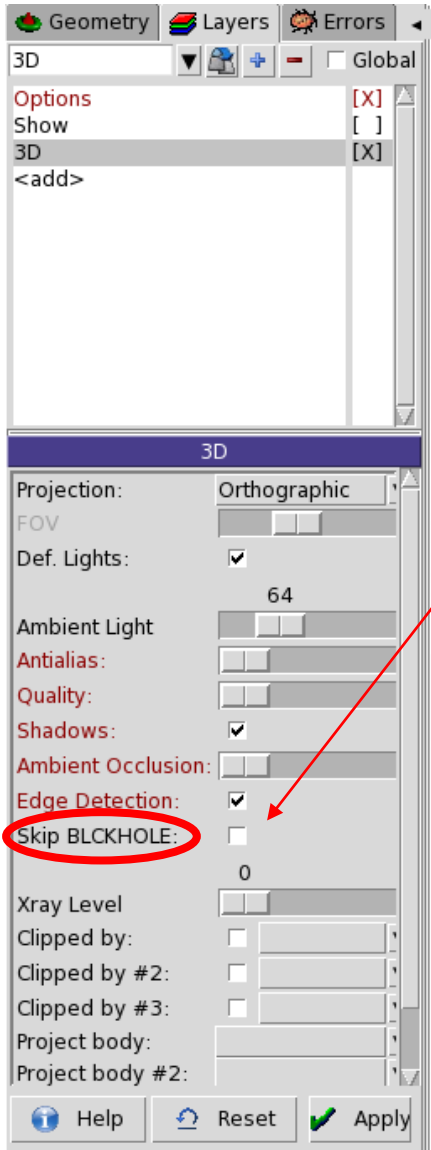 Geometry Layers Errors
3D Global
Options [X]
Show [ ]
3D [X]
<add>
3D
Projection: Orthographic
FOV
Def. Lights:
64
Ambient Light
Antialias:
Quality:
Shadows:
Ambient Occlusion:
Edge Detection:
Skip BLCKHOLE:
0
Xray Level
Clipped by:
Clipped by #2:
Clipped by #3:
Project body:
Project body #2:
Help Reset Apply